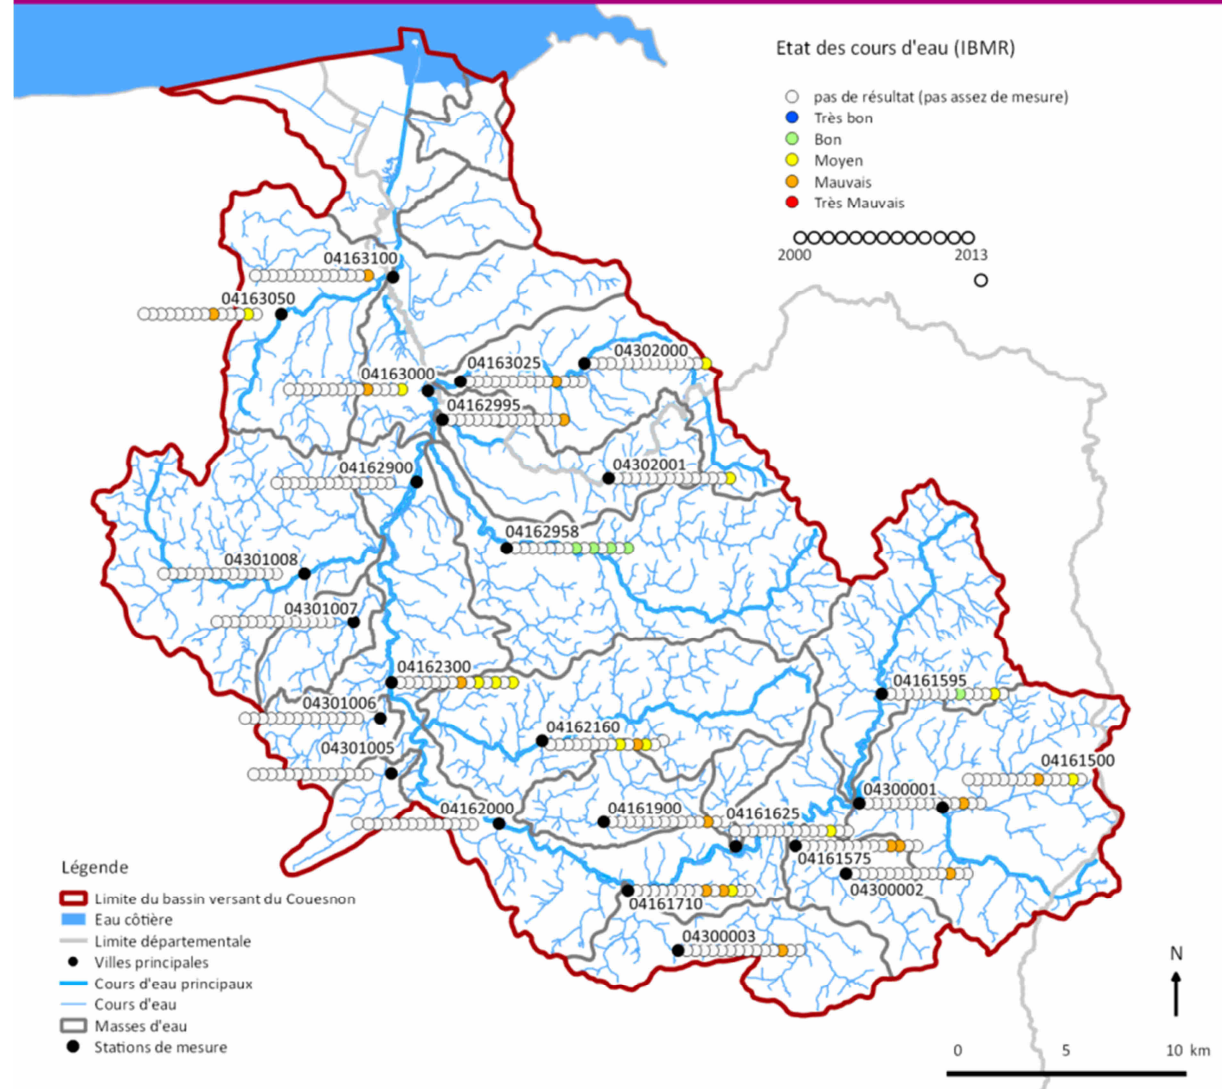 Etat des cours d'eau (IBMR)
pas de résultat (pas assez de mesure)
Très bon
Bon
Moyen
Mauvais
Très Mauvais
2000
2013
04163100
04163050
04163025
04302000
04163000
04162995
04162900
04302001
04162958
04301008
04301007
04162300
04161595
04301006
04162160
04301005
04161500
04300001
04162000
04161900
04161625
04161575
04300002
04161710
04300003
Légende
Limite du bassin versant du Couesnon
Eau côtière
Limite départementale
Villes principales
Cours d'eau principaux
Cours d'eau
Masses d'eau
Stations de mesure
N
0 5 10 km